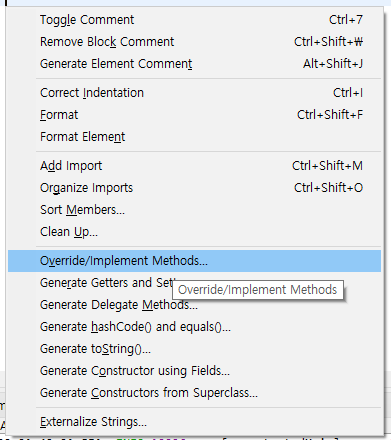 Toggle Comment Ctrl+7
Remove Block Comment Ctrl+Shift+₩
Generate Element Comment Alt+Shift+J
Correct Indentation Ctrl+I
Format Ctrl+Shift+F
Format Element
Add Import Ctrl+Shift+M
Organize Imports Ctrl+Shift+O
Sort Members...
Clean Up...
Override/Implement Methods...
Generate Getters and Set
Override/Implement Methods
Generate Delegate Methods...
Generate hashCode() and equals()...
Generate toString()...
Generate Constructor using Fields...
Generate Constructors from Superclass...
Externalize Strings...